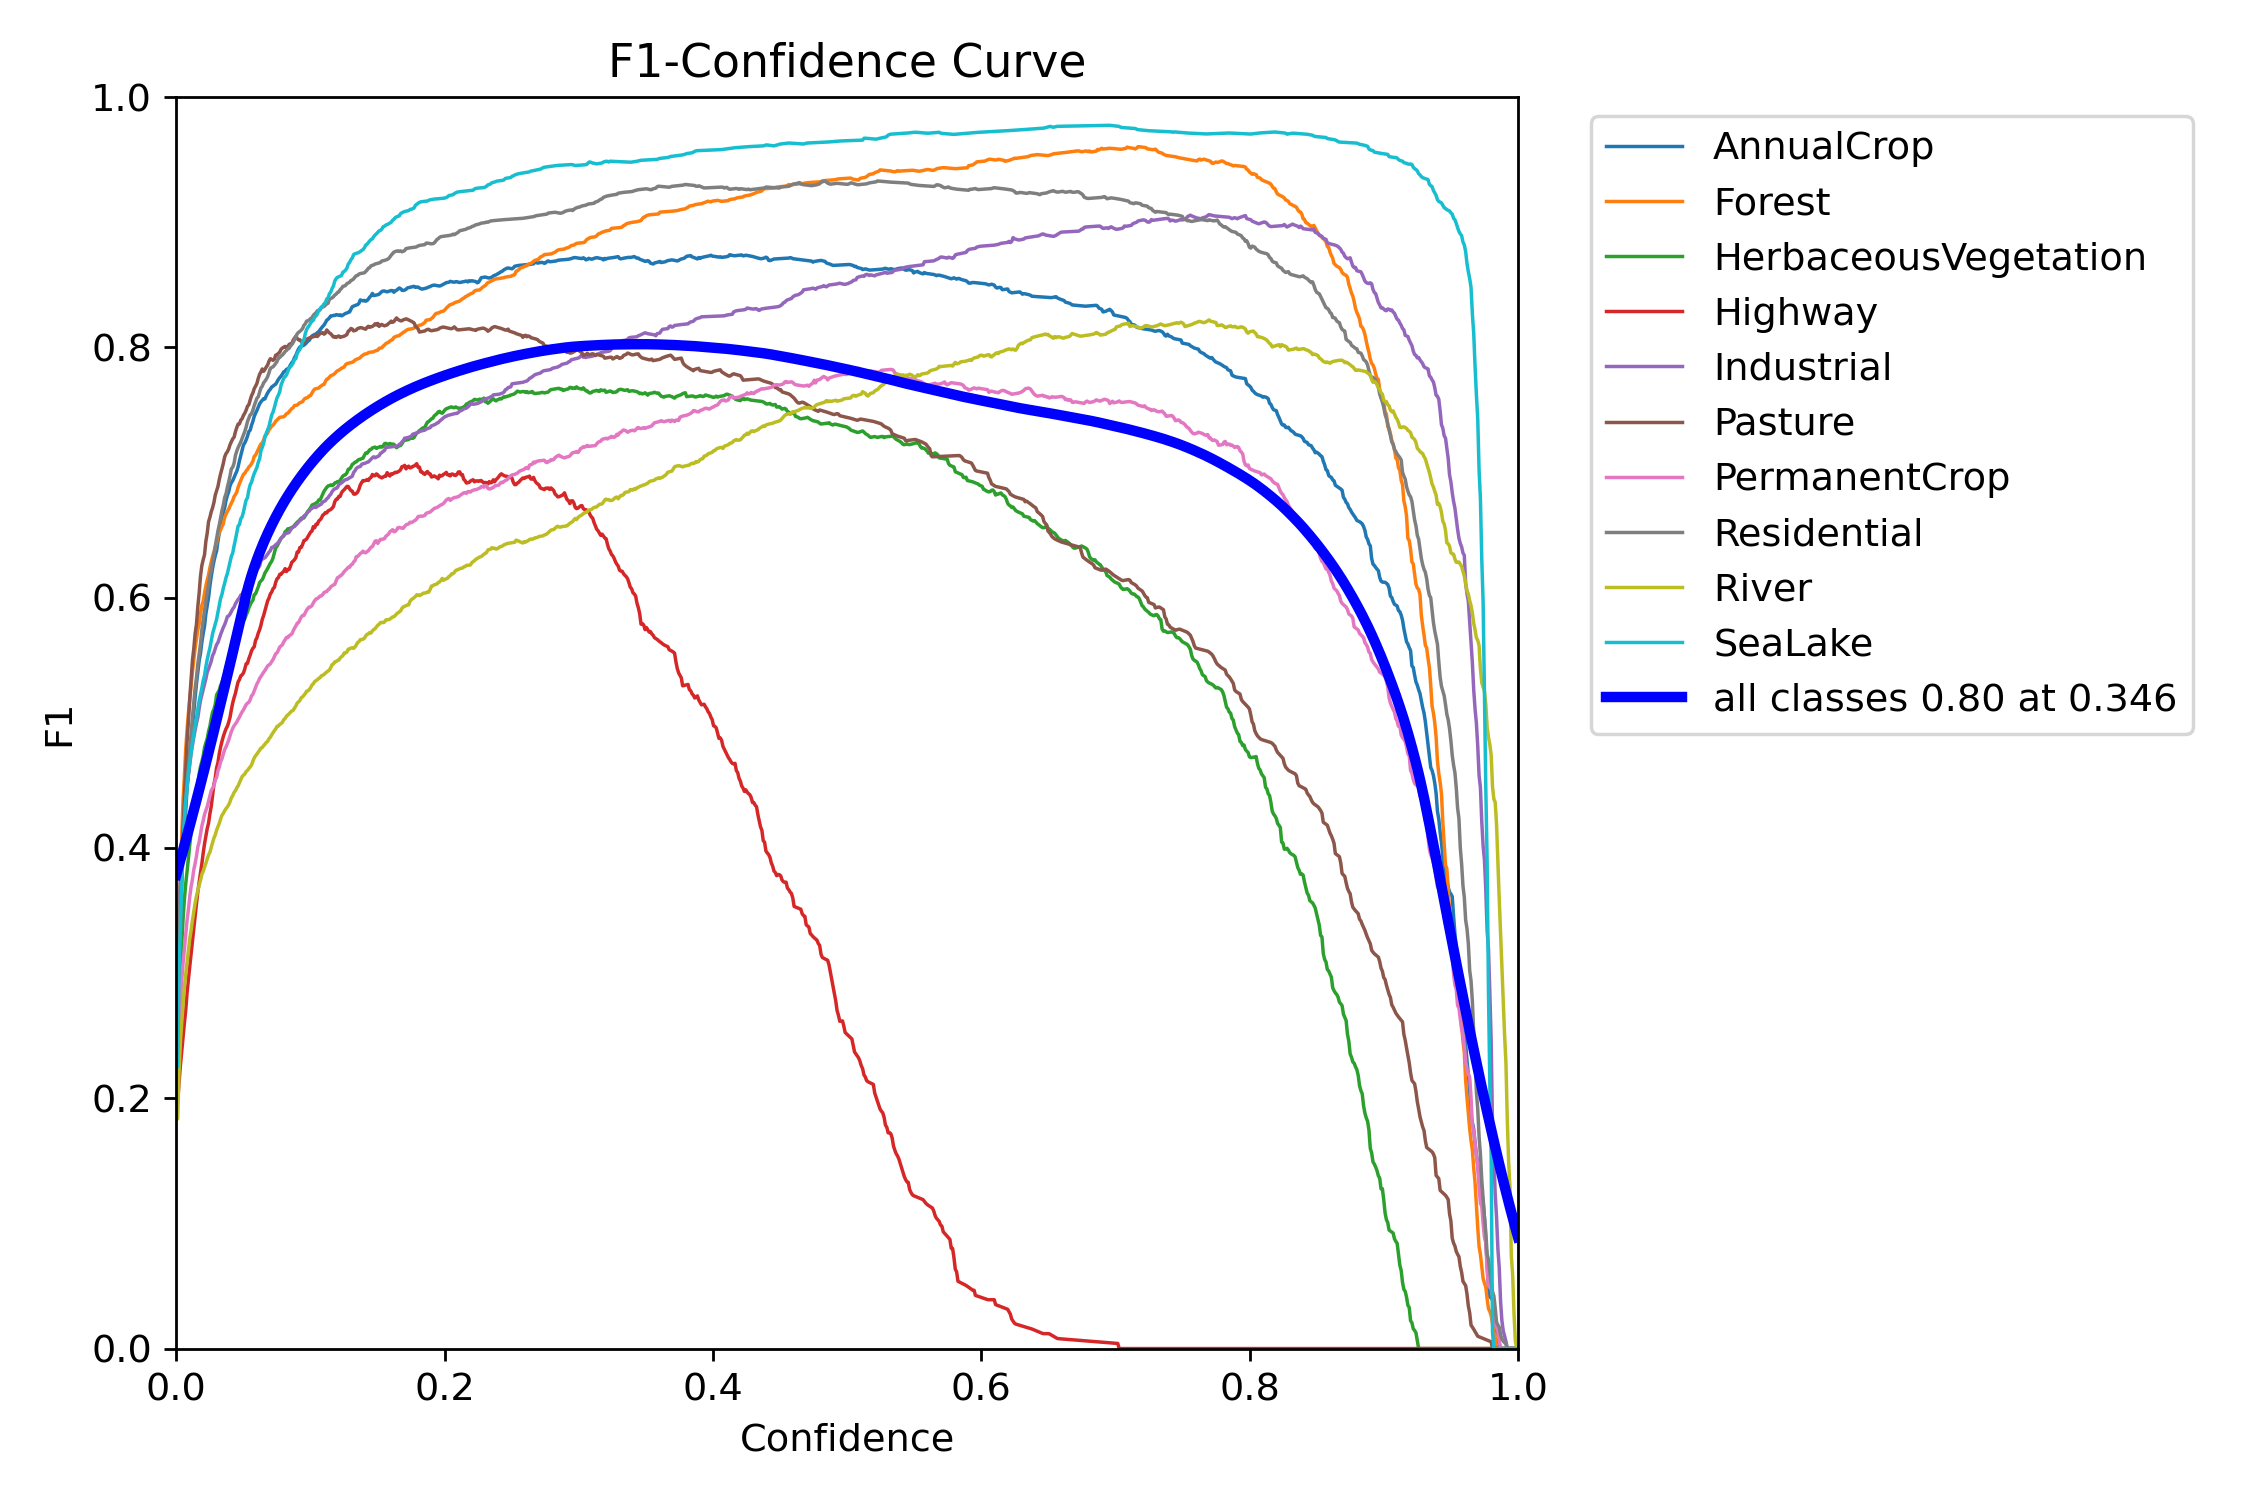 F1-Confidence Curve
1.0
0.8
0.6
0.4
0.2
0.0
F1
0.0 0.2 0.4 0.6 0.8 1.0
Confidence
AnnualCrop
Forest
HerbaceousVegetation
Highway
Industrial
Pasture
PermanentCrop
Residential
River
SeaLake
all classes 0.80 at 0.346